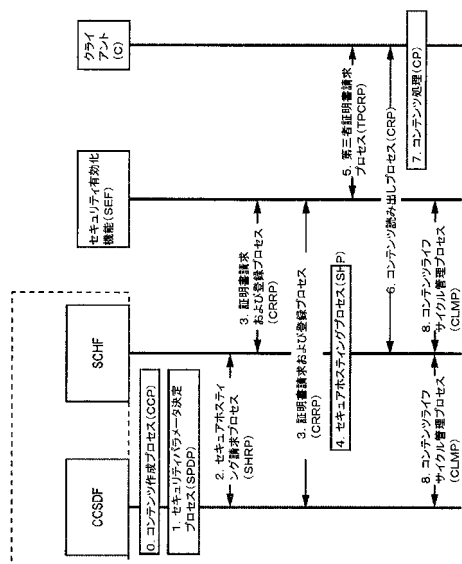 CCSDF
SCHF
セキュリティ有効化
機能(SEF)
クライ
アント
(C)
0. コンテンツ作成プロセス(CCP)
1. セキュリティパラメータ決定
プロセス(SPDP)
2. セキュアホスティ
ング請求プロセス
(SHRP)
3. 証明書請求
および登録プロセス
(CRRP)
3. 証明書請求および登録プロセス
(CRRP)
4. セキュアホスティングプロセス(SHP)
5. 第三者証明書請求
プロセス(TPCRP)
6. コンテンツ読み出しプロセス(CRP)
7. コンテンツ処理(CP)
8. コンテンツライフ
サイクル管理プロセス
(CLMP)
8. コンテンツライフ
サイクル管理プロセス
(CLMP)